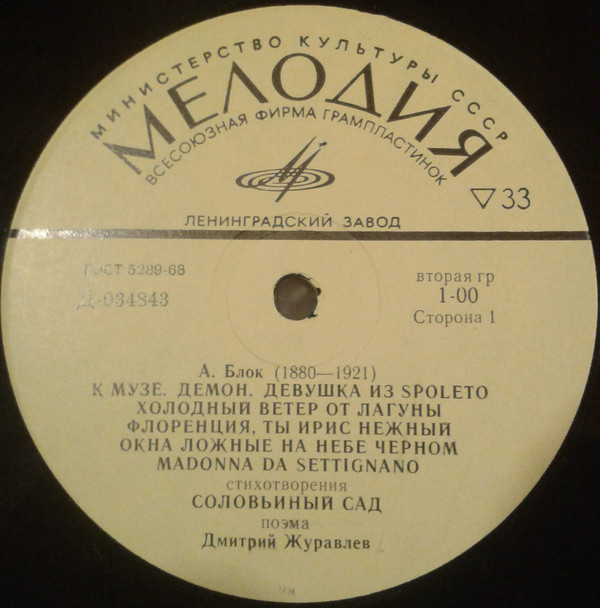 МИНИСТЕРСТВО КУЛЬТУРЫ СССР
МЕЛОДИЯ
ВСЕСОЮЗНАЯ ФИРМА ГРАМПЛАСТИНОК
▽33
ЛЕНИНГРАДСКИЙ ЗАВОД
ГОСТ 5289-68
Д-034843
вторая гр
1-00
Сторона 1
А. Блок (1880—1921)
К МУЗЕ. ДЕМОН. ДЕВУШКА ИЗ SPOLETO
ХОЛОДНЫЙ ВЕТЕР ОТ ЛАГУНЫ
ФЛОРЕНЦИЯ, ТЫ ИРИС НЕЖНЫЙ
ОКНА ЛОЖНЫЕ НА НЕБЕ ЧЕРНОМ
MADONNA DA SETTIGNANO
стихотворения
СОЛОВЬИНЫЙ САД
поэма
Дмитрий Журавлев